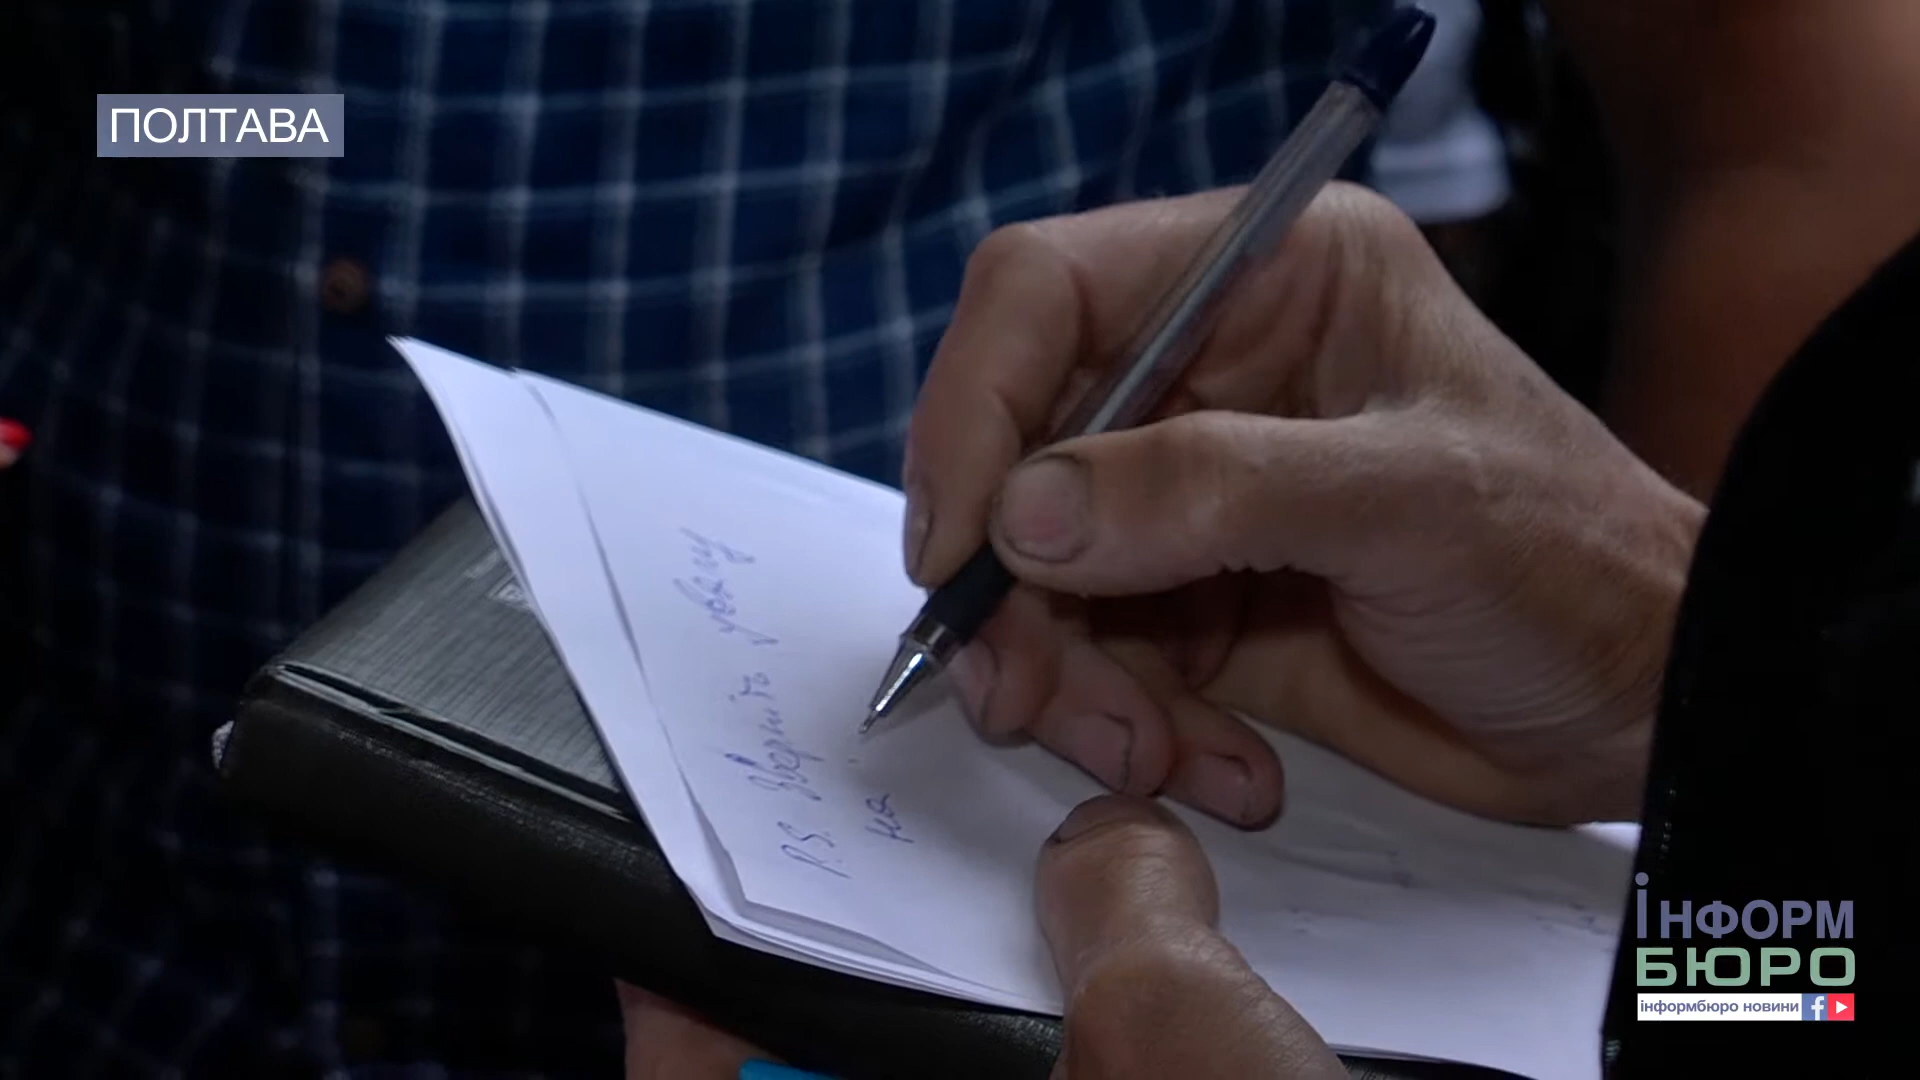 ПОЛТАВА
P.S. Зверніть увагу
на
інформ
БЮРО
інформбюро новини